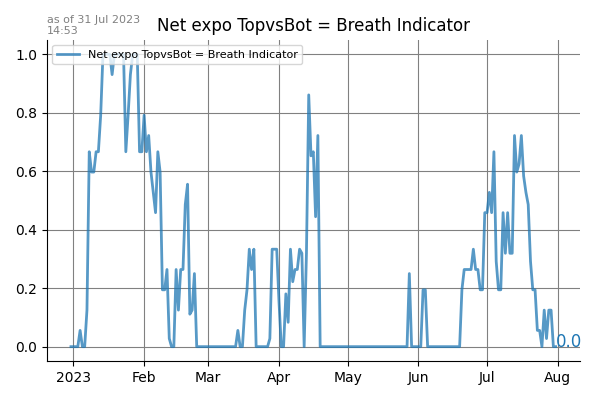 as of 31 Jul 2023
14:53
Net expo TopvsBot = Breath Indicator
Net expo TopvsBot = Breath Indicator
1.0
0.8
0.6
0.4
0.2
0.0
0.0
2023 Feb Mar Apr May Jun Jul Aug